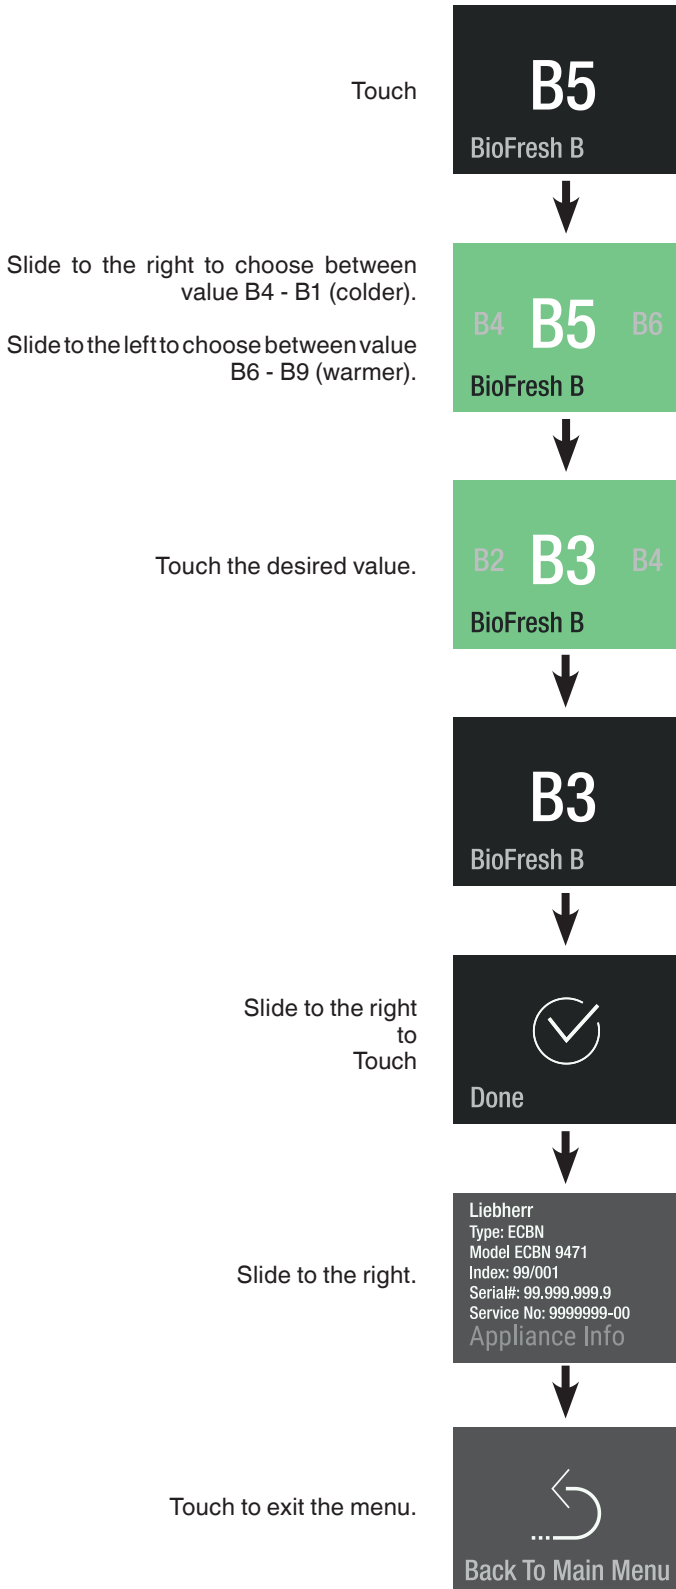 Touch
B5
BioFresh B
Slide to the right to choose between
value B4 - B1 (colder).
Slide to the left to choose between value
B6 - B9 (warmer).
B4 B5 B6
BioFresh B
Touch the desired value.
B2 B3 B4
BioFresh B
B3
BioFresh B
Slide to the right
to
Touch
Done
Slide to the right.
Liebherr
Type: ECBN
Model ECBN 9471
Index: 99/001
Serial#: 99.999.999.9
Service No: 9999999-00
Appliance Info
Touch to exit the menu.
Back To Main Menu